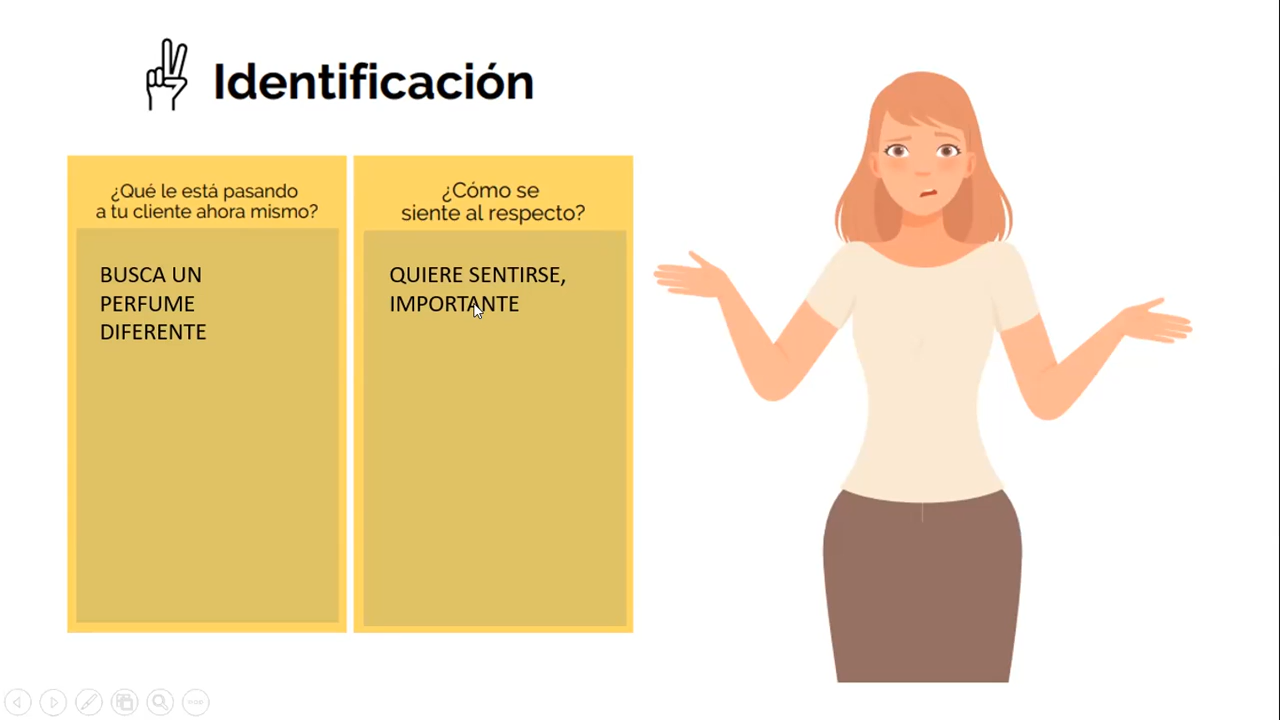 Identificación
¿Qué le está pasando
a tu cliente ahora mismo?
BUSCA UN
PERFUME
DIFERENTE
¿Cómo se
siente al respecto?
QUIERE SENTIRSE,
IMPORTANTE